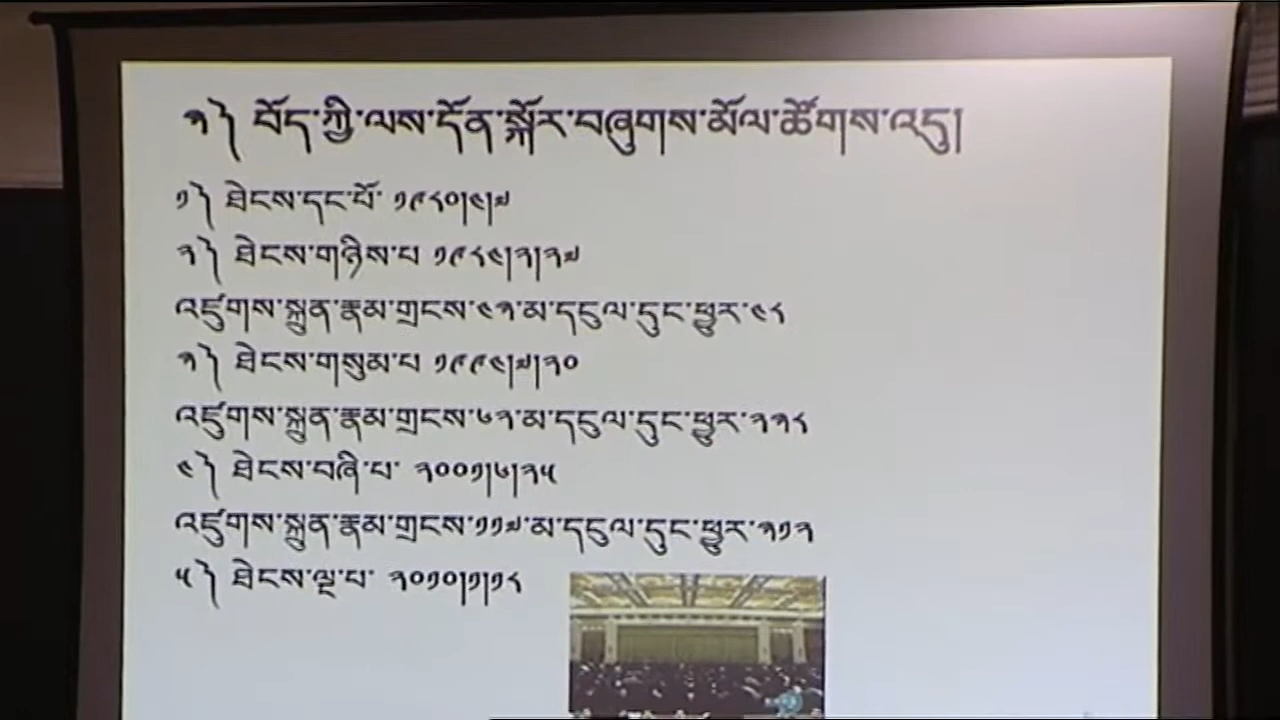 ༣༽ བོད་ཀྱི་ལས་དོན་སྐོར་བཞུགས་མོལ་ཚོགས་འདུ།
༡༽ ཐེངས་དང་པོ་ ༡༩༨༠།༤།༧
༢༽ ཐེངས་གཉིས་པ ༡༩༨༤།༢།༢༧
འཛུགས་སྐྲུན་རྣམ་གྲངས་༤༣་མ་དངུལ་དུང་ཕྱུར་༤༨
༣༽ ཐེངས་གསུམ་པ ༡༩༩༤།༧།༢༠
འཛུགས་སྐྲུན་རྣམ་གྲངས་༦༢་མ་དངུལ་དུང་ཕྱུར་༢༣༨
༤༽ ཐེངས་བཞི་པ་ ༢༠༠༡།༦།༢༥
འཛུགས་སྐྲུན་རྣམ་གྲངས་༡༡༧་མ་དངུལ་དུང་ཕྱུར་༣༡༢
༥༽ ཐེངས་ལྔ་པ་ ༢༠༡༠།༡།༡༨